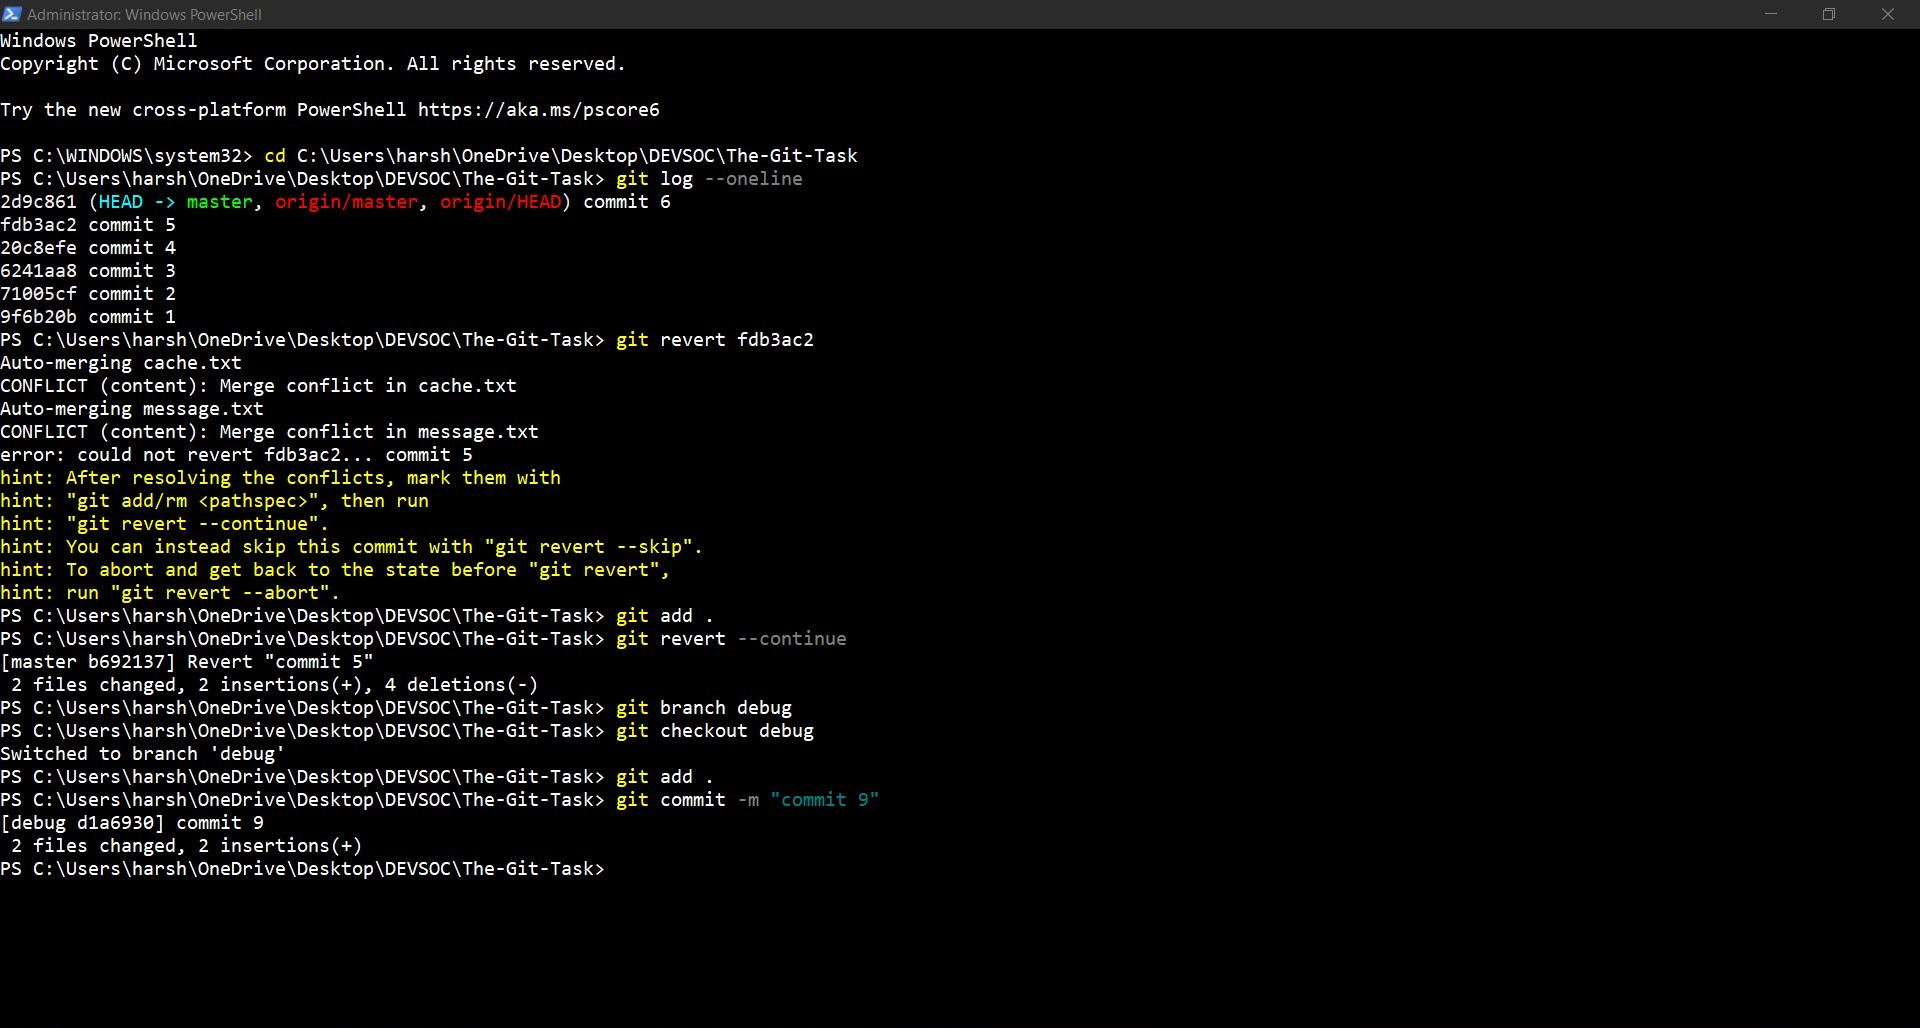 Administrator: Windows PowerShell
Windows PowerShell
Copyright (C) Microsoft Corporation. All rights reserved.
Try the new cross-platform PowerShell https://aka.ms/pscore6
PS C:\WINDOWS\system32> cd C:\Users\harsh\OneDrive\Desktop\DEVSOC\The-Git-Task
PS C:\Users\harsh\OneDrive\Desktop\DEVSOC\The-Git-Task> git log --oneline
2d9c861 (HEAD -> master, origin/master, origin/HEAD) commit 6
fdb3ac2 commit 5
20c8efe commit 4
6241aa8 commit 3
71005cf commit 2
9f6b20b commit 1
PS C:\Users\harsh\OneDrive\Desktop\DEVSOC\The-Git-Task> git revert fdb3ac2
Auto-merging cache.txt
CONFLICT (content): Merge conflict in cache.txt
Auto-merging message.txt
CONFLICT (content): Merge conflict in message.txt
error: could not revert fdb3ac2... commit 5
hint: After resolving the conflicts, mark them with
hint: "git add/rm <pathspec>", then run
hint: "git revert --continue".
hint: You can instead skip this commit with "git revert --skip".
hint: To abort and get back to the state before "git revert",
hint: run "git revert --abort".
PS C:\Users\harsh\OneDrive\Desktop\DEVSOC\The-Git-Task> git add .
PS C:\Users\harsh\OneDrive\Desktop\DEVSOC\The-Git-Task> git revert --continue
[master b692137] Revert "commit 5"
 2 files changed, 2 insertions(+), 4 deletions(-)
PS C:\Users\harsh\OneDrive\Desktop\DEVSOC\The-Git-Task> git branch debug
PS C:\Users\harsh\OneDrive\Desktop\DEVSOC\The-Git-Task> git checkout debug
Switched to branch 'debug'
PS C:\Users\harsh\OneDrive\Desktop\DEVSOC\The-Git-Task> git add .
PS C:\Users\harsh\OneDrive\Desktop\DEVSOC\The-Git-Task> git commit -m "commit 9"
[debug d1a6930] commit 9
 2 files changed, 2 insertions(+)
PS C:\Users\harsh\OneDrive\Desktop\DEVSOC\The-Git-Task>